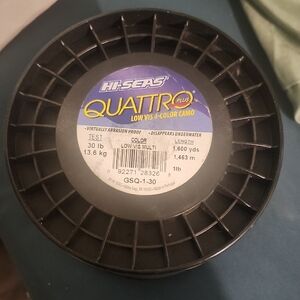 HI-SEAS
QUATTRO PLUS
LOW VIS 4-COLOR CAMO
• VIRTUALLY ABRASION PROOF • DISAPPEARS UNDERWATER
TEST COLOR LENGTH
30 lb LOW VIS MULTI 1,600 yds
13.6 kg 1,463 m
1lb
92271 28326
GSQ-1-30